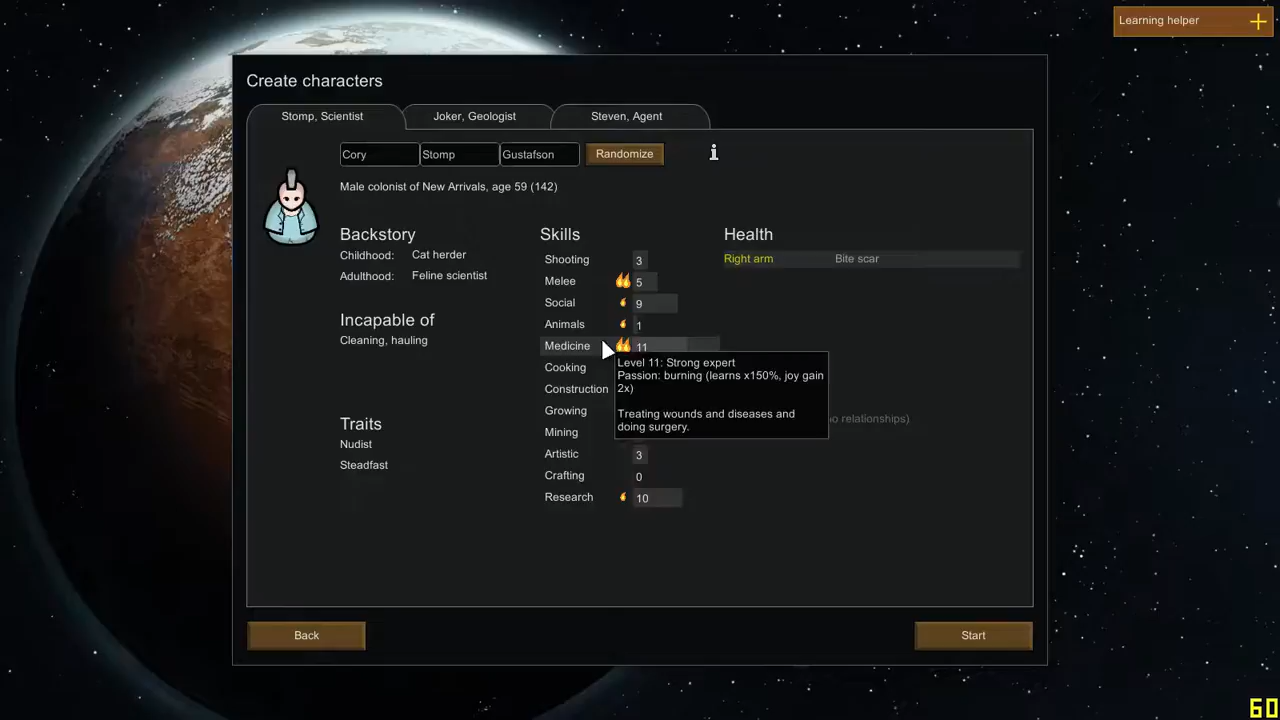 Learning helper
Create characters
Stomp, Scientist
Joker, Geologist
Steven, Agent
Cory
Stomp
Gustafson
Randomize
Male colonist of New Arrivals, age 59 (142)
Backstory
Childhood: Cat herder
Adulthood: Feline scientist
Incapable of
Cleaning, hauling
Traits
Nudist
Steadfast
Skills
Shooting 3
Melee 5
Social 9
Animals 1
Medicine 11
Cooking
Construction
Growing
Mining
Artistic 3
Crafting 0
Research 10
Level 11: Strong expert
Passion: burning (learns x150%, joy gain
2x)
Treating wounds and diseases and
doing surgery.
Health
Right arm Bite scar
relationships)
Back
Start
60